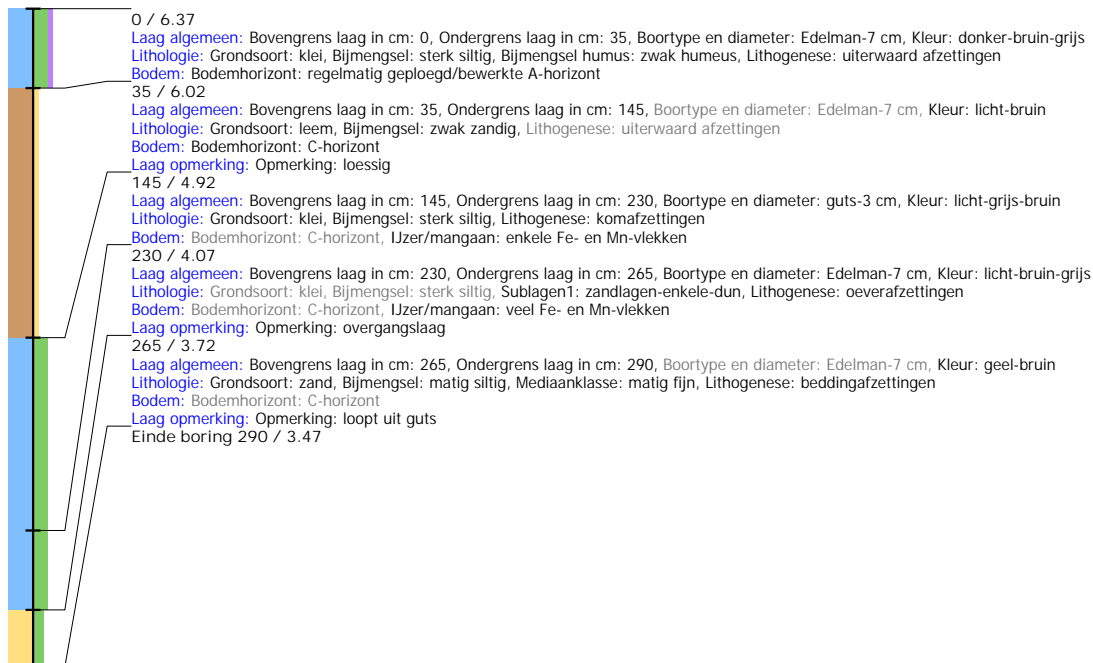 0 / 6.37
Laag algemeen: Bovengrens laag in cm: 0, Ondergrens laag in cm: 35, Boortype en diameter: Edelman-7 cm, Kleur: donker-bruin-grijs
Lithologie: Grondsoort: klei, Bijmengsel: sterk siltig, Bijmengsel humus: zwak humeus, Lithogenese: uiterwaard afzettingen
Bodem: Bodemhorizont: regelmatig geploegd/bewerkte A-horizont
35 / 6.02
Laag algemeen: Bovengrens laag in cm: 35, Ondergrens laag in cm: 145, Boortype en diameter: Edelman-7 cm, Kleur: licht-bruin
Lithologie: Grondsoort: leem, Bijmengsel: zwak zandig, Lithogenese: uiterwaard afzettingen
Bodem: Bodemhorizont: C-horizont
Laag opmerking: Opmerking: loessig
145 / 4.92
Laag algemeen: Bovengrens laag in cm: 145, Ondergrens laag in cm: 230, Boortype en diameter: guts-3 cm, Kleur: licht-grijs-bruin
Lithologie: Grondsoort: klei, Bijmengsel: sterk siltig, Lithogenese: komafzettingen
Bodem: Bodemhorizont: C-horizont, IJzer/mangaan: enkele Fe- en Mn-vlekken
230 / 4.07
Laag algemeen: Bovengrens laag in cm: 230, Ondergrens laag in cm: 265, Boortype en diameter: Edelman-7 cm, Kleur: licht-bruin-grijs
Lithologie: Grondsoort: klei, Bijmengsel: sterk siltig, Sublagen1: zandlagen-enkele-dun, Lithogenese: oeverafzettingen
Bodem: Bodemhorizont: C-horizont, IJzer/mangaan: veel Fe- en Mn-vlekken
Laag opmerking: Opmerking: overgangslaag
265 / 3.72
Laag algemeen: Bovengrens laag in cm: 265, Ondergrens laag in cm: 290, Boortype en diameter: Edelman-7 cm, Kleur: geel-bruin
Lithologie: Grondsoort: zand, Bijmengsel: matig siltig, Mediaanklasse: matig fijn, Lithogenese: beddingafzettingen
Bodem: Bodemhorizont: C-horizont
Laag opmerking: Opmerking: loopt uit guts
Einde boring 290 / 3.47